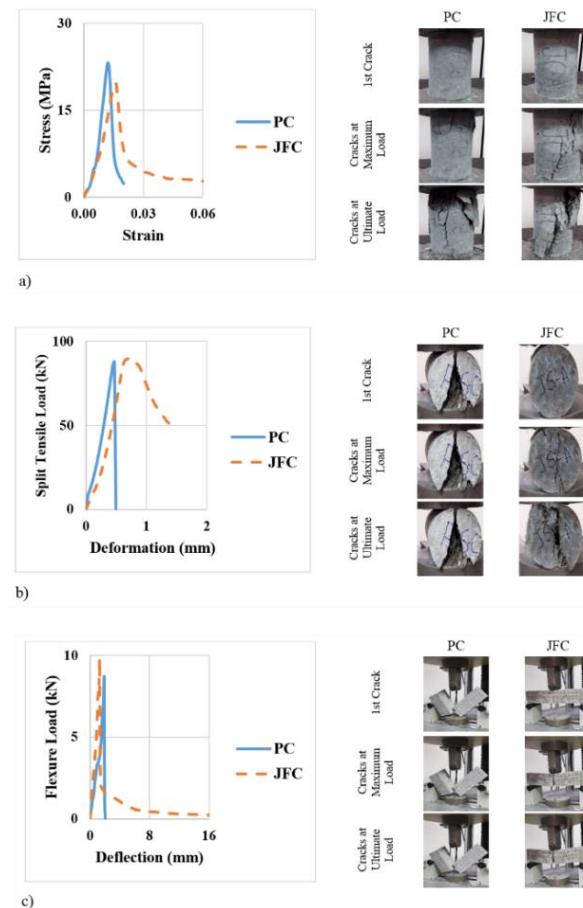 PC
JFC
30
20
10
0
0.00
0.03
0.06
Stress (MPa)
Strain
PC
JFC
1st Crack
Cracks at
Maximum
Load
Cracks at
Ultimate
Load
a)
PC
JFC
100
50
0
0
1
2
Split Tensile Load (kN)
Deformation (mm)
PC
JFC
1st Crack
Cracks at
Maximum
Load
Cracks at
Ultimate
Load
b)
PC
JFC
10
5
0
0
8
16
Flexure Load (kN)
Deflection (mm)
PC
JFC
1st Crack
Cracks at
Maximum
Load
Cracks at
Ultimate
Load
c)